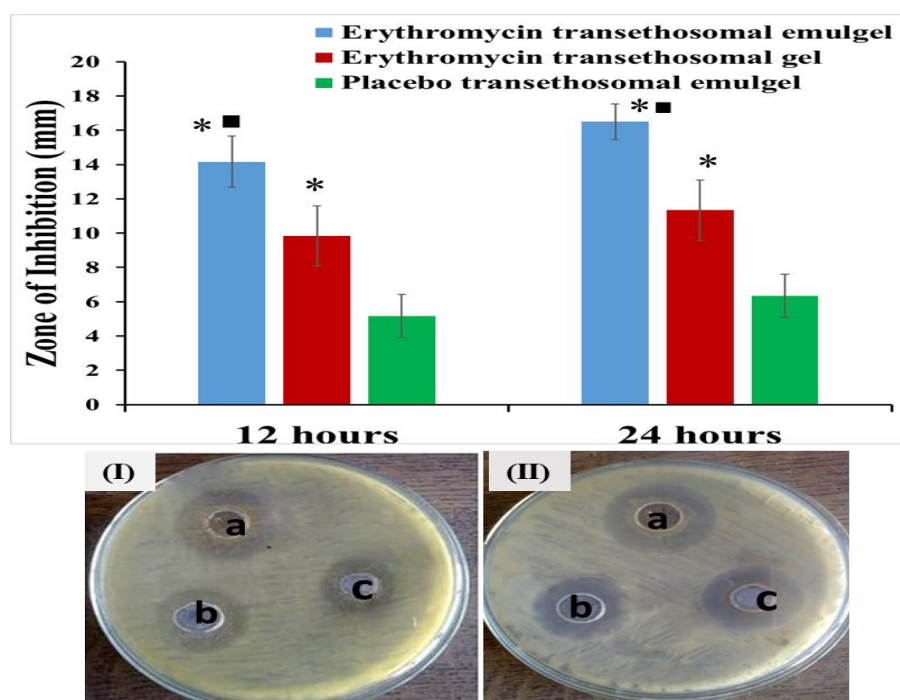 Erythromycin transethosomal emulgel
Erythromycin transethosomal gel
Placebo transethosomal emulgel
Zone of Inhibition (mm)
20
18
16
14
12
10
8
6
4
2
0
* ■
*
* ■
*
12 hours
24 hours
(I)
a
b
c
(II)
a
b
c